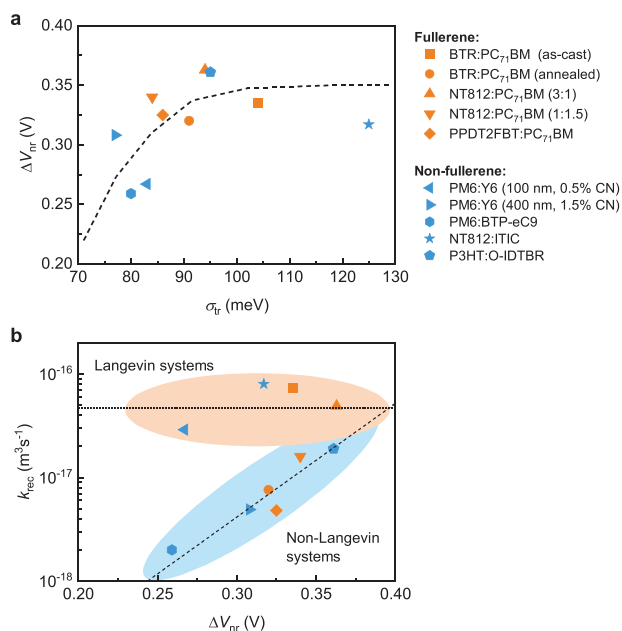 a
0.40
0.35
0.30
0.25
0.20
ΔVnr (V)
70 80 90 100 110 120 130
σtr (meV)
Fullerene:
BTR:PC71BM (as-cast)
BTR:PC71BM (annealed)
NT812:PC71BM (3:1)
NT812:PC71BM (1:1.5)
PPDT2FBT:PC71BM
Non-fullerene:
PM6:Y6 (100 nm, 0.5% CN)
PM6:Y6 (400 nm, 1.5% CN)
PM6:BTP-eC9
NT812:ITIC
P3HT:O-IDTBR
b
Langevin systems
10-16
10-17
10-18
krec (m3s-1)
Non-Langevin
systems
0.20 0.25 0.30 0.35 0.40
ΔVnr (V)